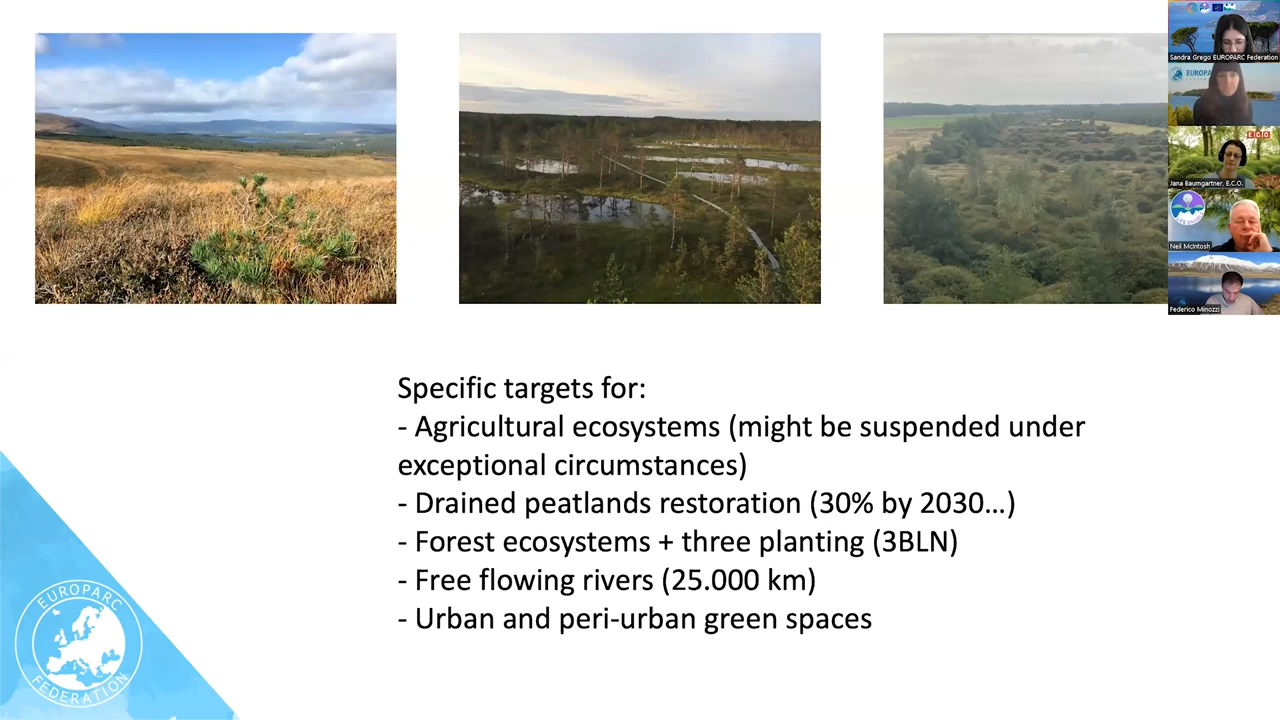 Sandra Grego EUROPARC Federation
EUROPARC
E.C.O.
Jana Baumgartner, E.C.O.
Neil McIntosh
Federico Minozzi
Specific targets for:
- Agricultural ecosystems (might be suspended under
exceptional circumstances)
- Drained peatlands restoration (30% by 2030...)
- Forest ecosystems + three planting (3BLN)
- Free flowing rivers (25.000 km)
- Urban and peri-urban green spaces
EUROPARC
FEDERATION